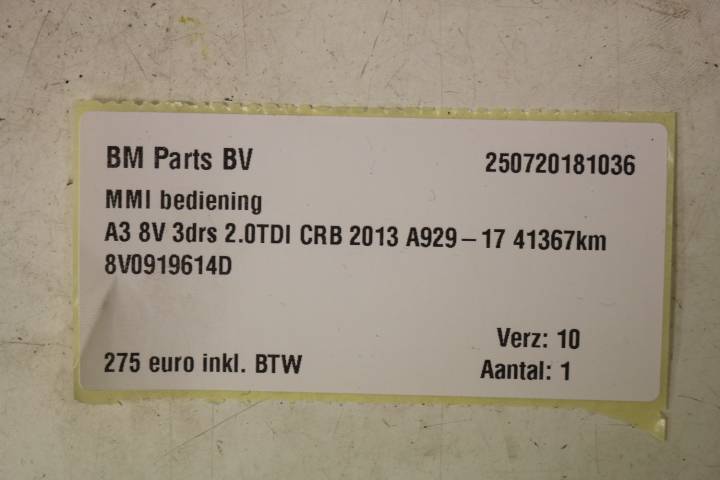 BM Parts BV 250720181036
MMI bediening
A3 8V 3drs 2.0TDI CRB 2013 A929-17 41367km
8V0919614D
Verz: 10
275 euro inkl. BTW Aantal: 1